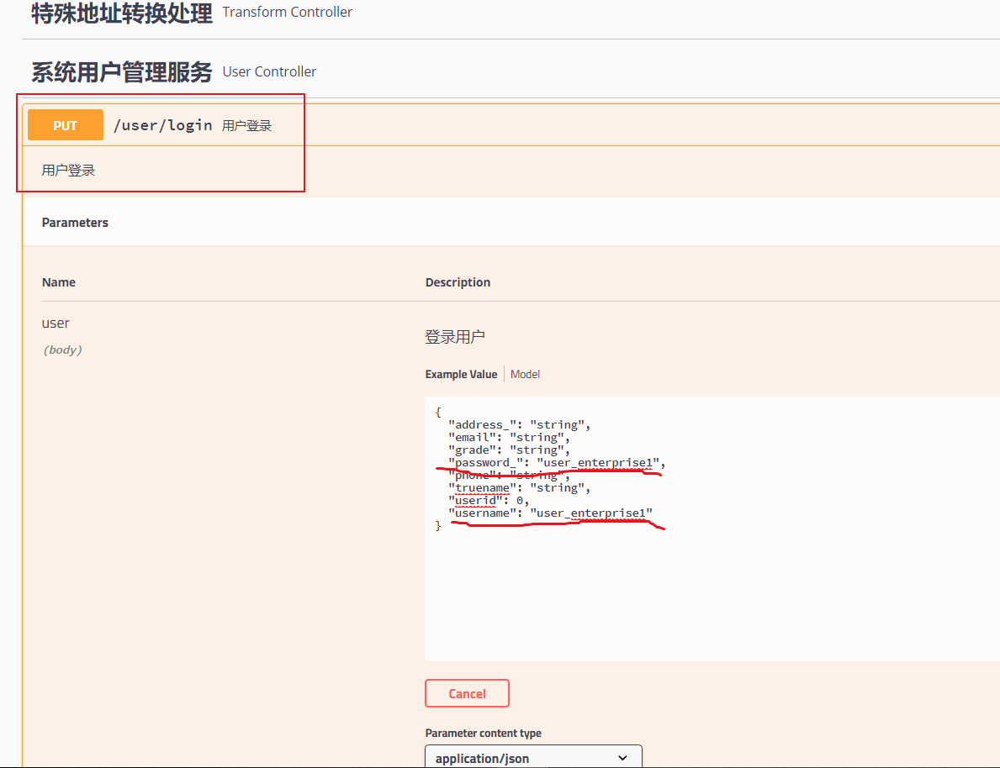 特殊地址转换处理 Transform Controller
系统用户管理服务 User Controller
PUT /user/login 用户登录
用户登录
Parameters
Name Description
user
(body)
登录用户
Example Value Model
{
"address_": "string",
"email": "string",
"grade": "string",
"password_": "user_enterprise1",
"phone": "string",
"truename": "string",
"userid": 0,
"username": "user_enterprise1"
}
Cancel
Parameter content type
application/json